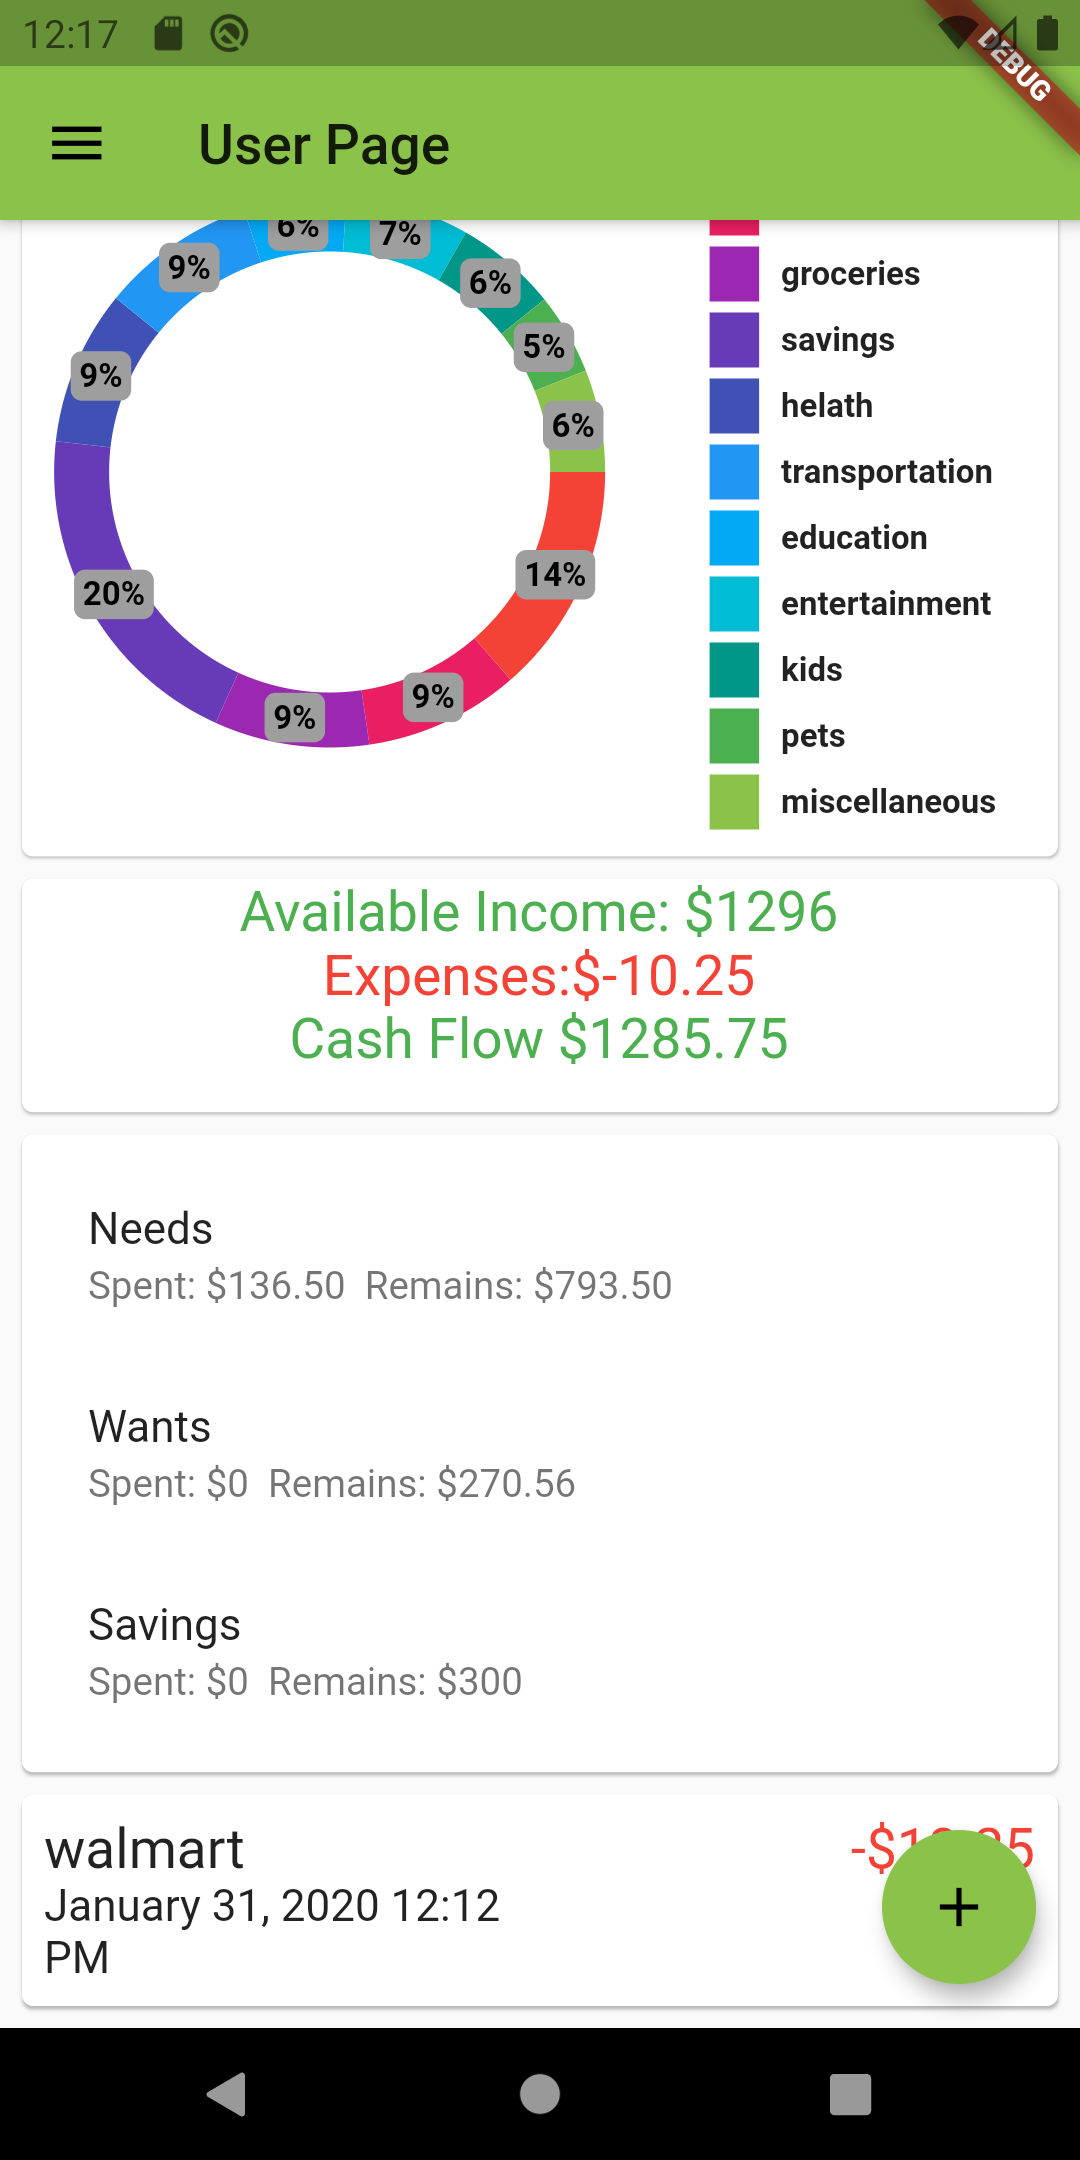 12:17
DEBUG
User Page
6%
7%
9%
6%
5%
9%
6%
14%
20%
9%
9%
groceries
savings
helath
transportation
education
entertainment
kids
pets
miscellaneous
Available Income: $1296
Expenses:$-10.25
Cash Flow $1285.75
Needs
Spent: $136.50 Remains: $793.50
Wants
Spent: $0 Remains: $270.56
Savings
Spent: $0 Remains: $300
walmart
January 31, 2020 12:12
PM
+